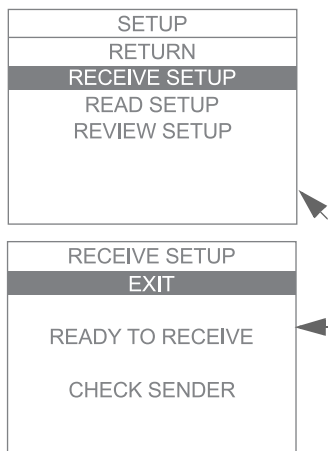 SETUP
RETURN
RECEIVE SETUP
READ SETUP
REVIEW SETUP
RECEIVE SETUP
EXIT
READY TO RECEIVE
CHECK SENDER